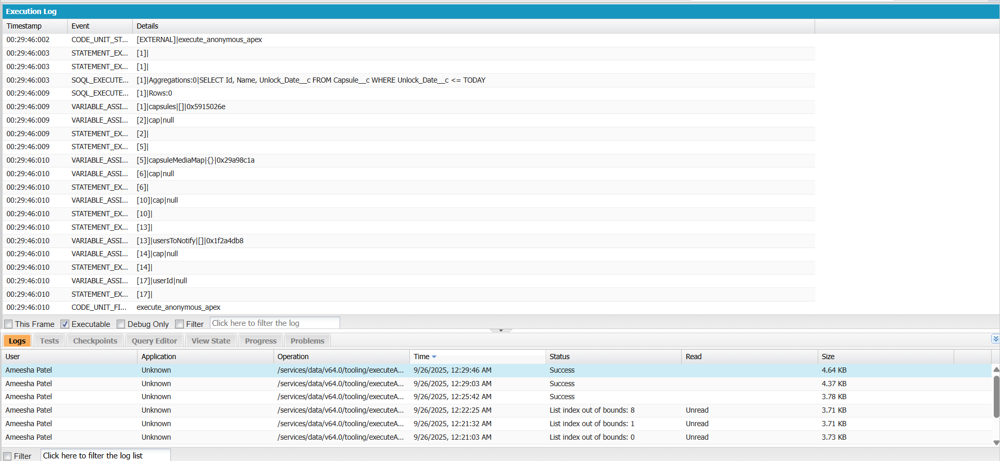 Execution Log
Timestamp Event Details
00:29:46:002 CODE_UNIT_ST... [EXTERNAL]|execute_anonymous_apex
00:29:46:003 STATEMENT_EX... [1]|
00:29:46:003 STATEMENT_EX... [1]|
00:29:46:003 SOQL_EXECUTE... [1]|Aggregations:0|SELECT Id, Name, Unlock_Date__c FROM Capsule__c WHERE Unlock_Date__c <= TODAY
00:29:46:009 SOQL_EXECUTE... [1]|Rows:0
00:29:46:009 VARIABLE_ASSI... [1]|capsules|[]|0x5915026e
00:29:46:009 VARIABLE_ASSI... [2]|cap|null
00:29:46:009 STATEMENT_EX... [2]|
00:29:46:009 STATEMENT_EX... [5]|
00:29:46:010 VARIABLE_ASSI... [5]|capsuleMediaMap|{}|0x29a98c1a
00:29:46:010 VARIABLE_ASSI... [6]|cap|null
00:29:46:010 STATEMENT_EX... [6]|
00:29:46:010 VARIABLE_ASSI... [10]|cap|null
00:29:46:010 STATEMENT_EX... [10]|
00:29:46:010 STATEMENT_EX... [13]|
00:29:46:010 VARIABLE_ASSI... [13]|usersToNotify|[]|0x1f2a4db8
00:29:46:010 VARIABLE_ASSI... [14]|cap|null
00:29:46:010 STATEMENT_EX... [14]|
00:29:46:010 VARIABLE_ASSI... [17]|userId|null
00:29:46:010 STATEMENT_EX... [17]|
00:29:46:010 CODE_UNIT_FI... execute_anonymous_apex
This Frame Executable Debug Only Filter Click here to filter the log
Logs Tests Checkpoints Query Editor View State Progress Problems
User Application Operation Time Status Read Size
Ameesha Patel Unknown /services/data/v64.0/tooling/executeA... 9/26/2025, 12:29:46 AM Success 4.64 KB
Ameesha Patel Unknown /services/data/v64.0/tooling/executeA... 9/26/2025, 12:29:03 AM Success 4.37 KB
Ameesha Patel Unknown /services/data/v64.0/tooling/executeA... 9/26/2025, 12:25:42 AM Success 3.78 KB
Ameesha Patel Unknown /services/data/v64.0/tooling/executeA... 9/26/2025, 12:22:25 AM List index out of bounds: 8 Unread 3.71 KB
Ameesha Patel Unknown /services/data/v64.0/tooling/executeA... 9/26/2025, 12:21:32 AM List index out of bounds: 1 Unread 3.71 KB
Ameesha Patel Unknown /services/data/v64.0/tooling/executeA... 9/26/2025, 12:21:03 AM List index out of bounds: 0 Unread 3.73 KB
Filter Click here to filter the log list